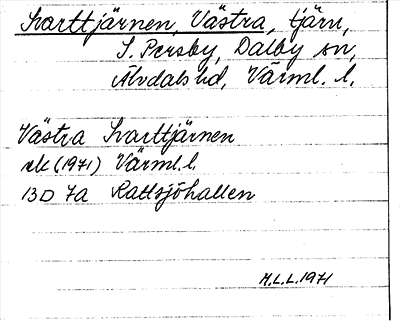 Svarttjärnen, Västra, tjärn,
S. Persby, Dalby sn,
Älvdals hd, Värml. l.
Västra Svarttjärnen
ek (1971) Värml. l.
13D 7a Rattsjöhallen
M.L.L. 1971